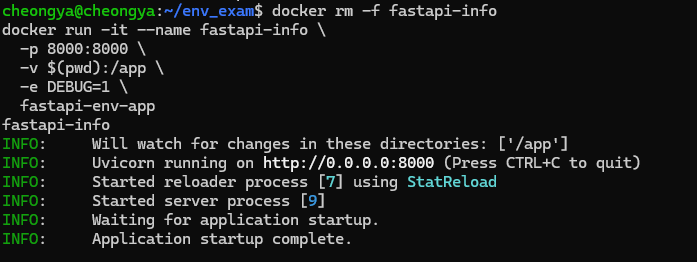 cheongya@cheongya:~/env_exam$ docker rm -f fastapi-info
docker run -it --name fastapi-info \
  -p 8000:8000 \
  -v $(pwd):/app \
  -e DEBUG=1 \
  fastapi-env-app
fastapi-info
INFO:     Will watch for changes in these directories: ['/app']
INFO:     Uvicorn running on http://0.0.0.0:8000 (Press CTRL+C to quit)
INFO:     Started reloader process [7] using StatReload
INFO:     Started server process [9]
INFO:     Waiting for application startup.
INFO:     Application startup complete.